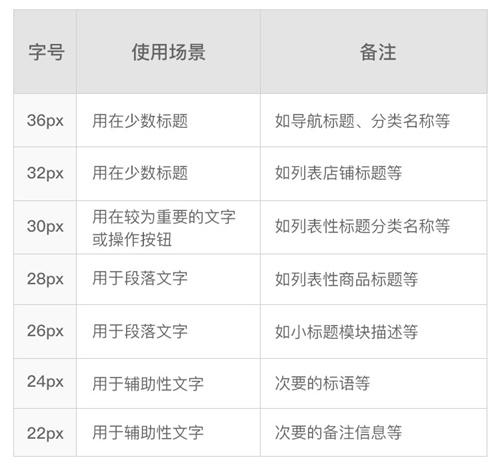 字号 使用场景 备注
36px 用在少数标题 如导航标题、分类名称等
32px 用在少数标题 如列表店铺标题等
30px 用在较为重要的文字
或操作按钮 如列表性标题分类名称等
28px 用于段落文字 如列表性商品标题等
26px 用于段落文字 如小标题模块描述等
24px 用于辅助性文字 次要的标语等
22px 用于辅助性文字 次要的备注信息等